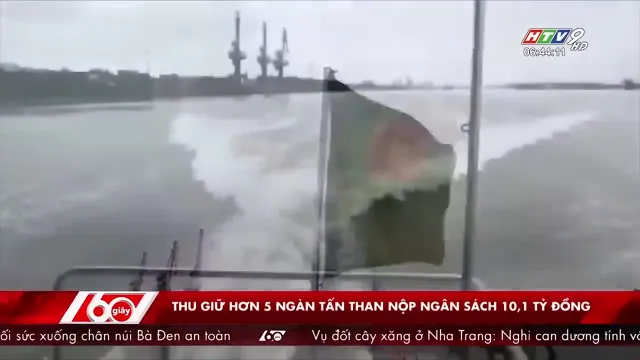 HTV9 HD
06:44:11
60 giây
THU GIỮ HƠN 5 NGÀN TẤN THAN NỘP NGÂN SÁCH 10,1 TỶ ĐỒNG
ối sức xuống chân núi Bà Đen an toàn 60 Vụ đốt cây xăng ở Nha Trang: Nghi can dương tính v